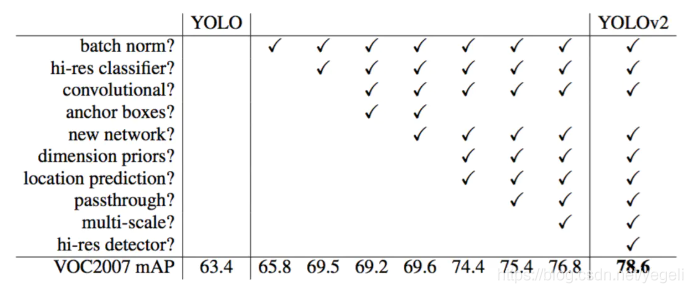 YOLO YOLOv2
batch norm? ✓ ✓ ✓ ✓ ✓ ✓ ✓ ✓
hi-res classifier? ✓ ✓ ✓ ✓ ✓ ✓ ✓
convolutional? ✓ ✓ ✓ ✓ ✓ ✓
anchor boxes? ✓ ✓
new network? ✓ ✓ ✓ ✓ ✓
dimension priors? ✓ ✓ ✓ ✓
location prediction? ✓ ✓ ✓ ✓
passthrough? ✓ ✓ ✓
multi-scale? ✓ ✓
hi-res detector? ✓
VOC2007 mAP 63.4 65.8 69.5 69.2 69.6 74.4 75.4 76.8 78.6
https://blog.csdn.net/yegeli